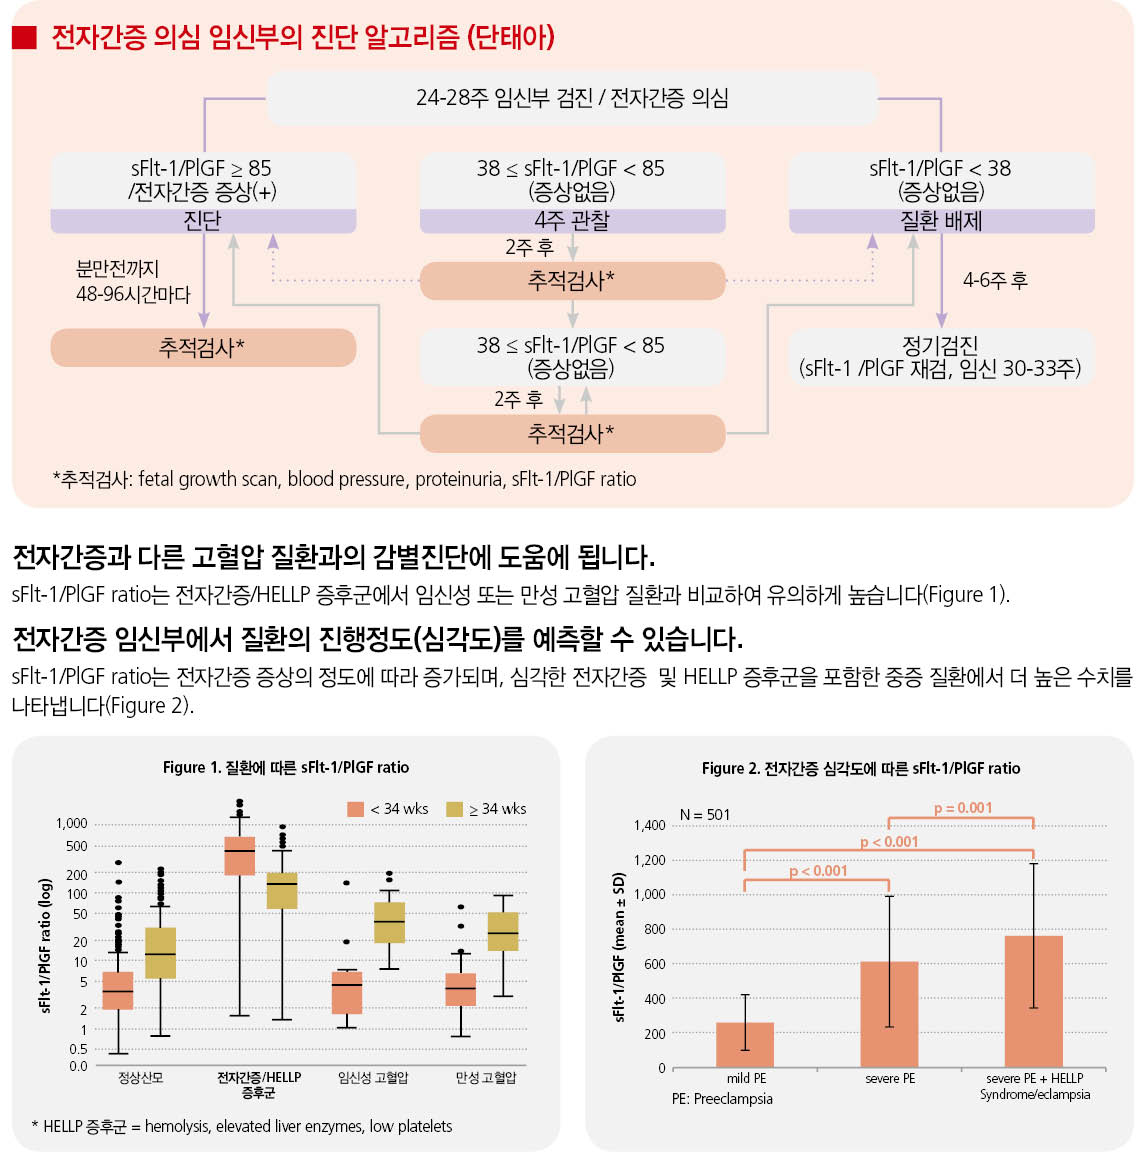 전자간증 의심 임신부의 진단 알고리즘 (단태아)
24-28주 임신부 검진 / 전자간증 의심
sFlt-1/PlGF ≥ 85
/전자간증 증상(+)
진단
38 ≤ sFlt-1/PlGF < 85
(증상없음)
4주 관찰
sFlt-1/PlGF < 38
(증상없음)
질환 배제
2주 후
추적검사*
분만전까지
48-96시간마다
추적검사*
4-6주 후
38 ≤ sFlt-1/PlGF < 85
(증상없음)
정기검진
(sFlt-1 /PlGF 재검, 임신 30-33주)
2주 후
추적검사*
*추적검사: fetal growth scan, blood pressure, proteinuria, sFlt-1/PlGF ratio
전자간증과 다른 고혈압 질환과의 감별진단에 도움에 됩니다.
sFlt-1/PlGF ratio는 전자간증/HELLP 증후군에서 임신성 또는 만성 고혈압 질환과 비교하여 유의하게 높습니다(Figure 1).
전자간증 임신부에서 질환의 진행정도(심각도)를 예측할 수 있습니다.
sFlt-1/PlGF ratio는 전자간증 증상의 정도에 따라 증가되며, 심각한 전자간증 및 HELLP 증후군을 포함한 중증 질환에서 더 높은 수치를
나타냅니다(Figure 2).
Figure 1. 질환에 따른 sFlt-1/PlGF ratio
< 34 wks
≥ 34 wks
sFlt-1/PlGF ratio (log)
1,000
500
200
100
50
20
10
5
2
1
0.5
0.0
정상산모
전자간증/HELLP
증후군
임신성 고혈압
만성 고혈압
* HELLP 증후군 = hemolysis, elevated liver enzymes, low platelets
Figure 2. 전자간증 심각도에 따른 sFlt-1/PlGF ratio
N = 501
p = 0.001
p < 0.001
p < 0.001
sFlt-1/PlGF (mean ± SD)
1,400
1,200
1,000
800
600
400
200
0
mild PE
severe PE
severe PE + HELLP
Syndrome/eclampsia
PE: Preeclampsia